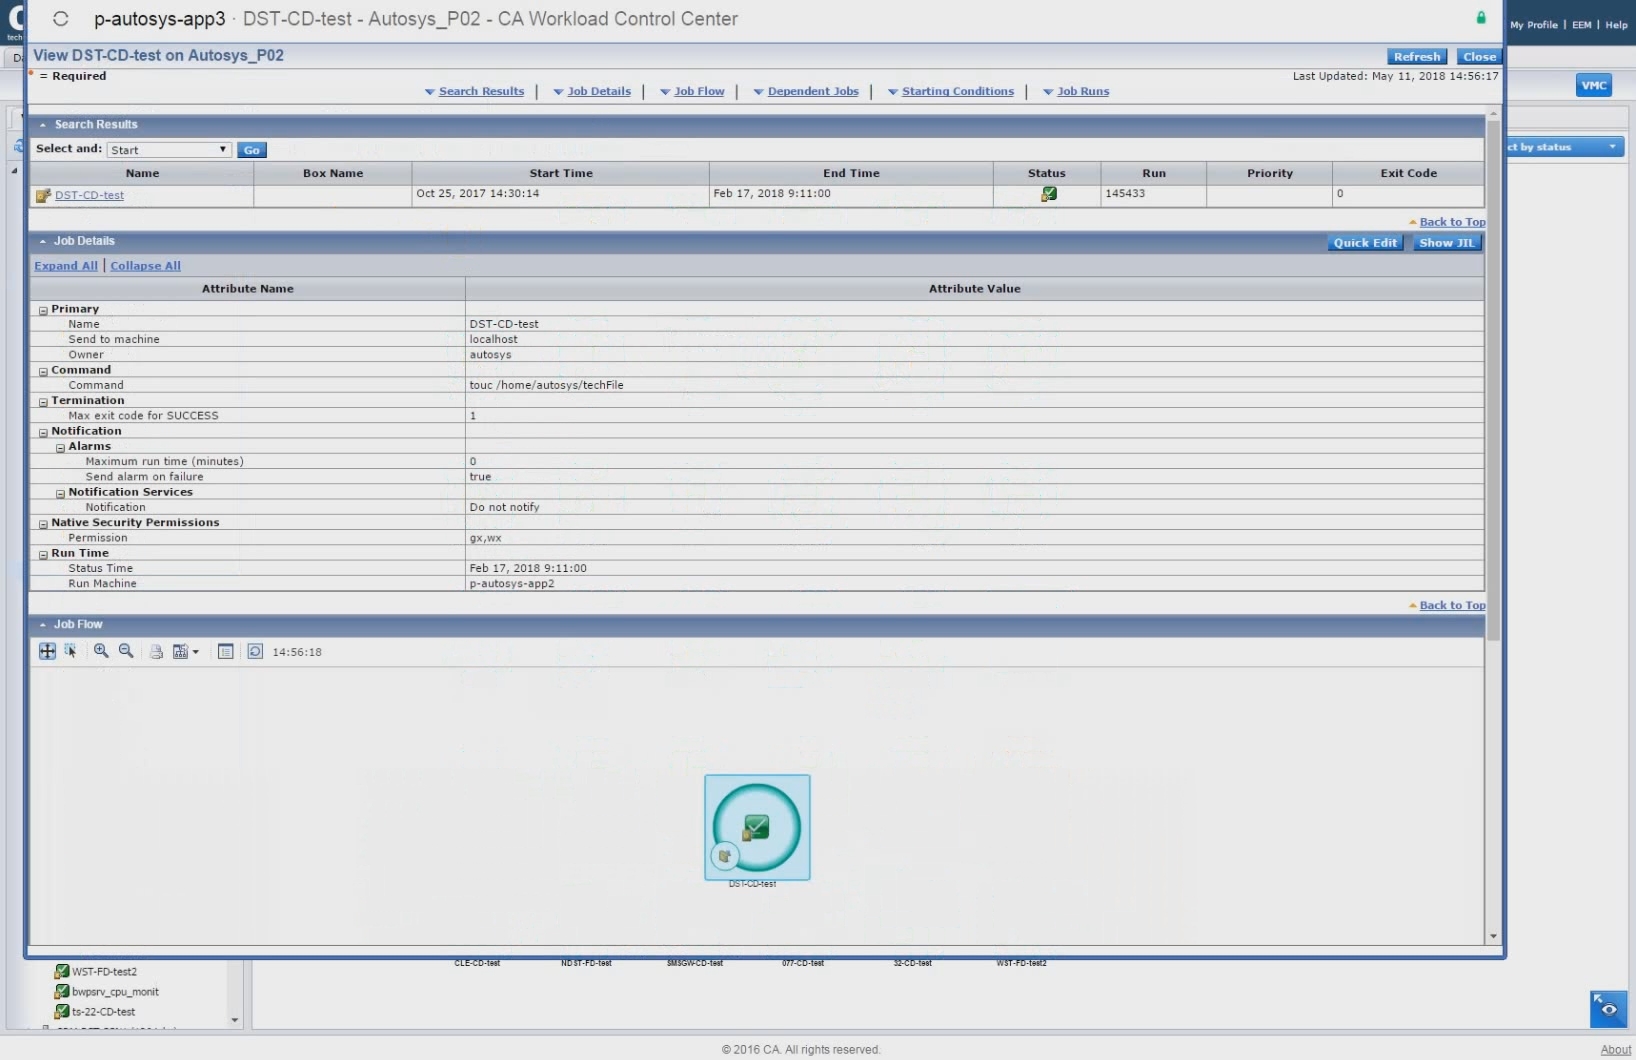 p-autosys-app3 · DST-CD-test - Autosys_P02 - CA Workload Control Center
My Profile | EEM | Help
tech
View DST-CD-test on Autosys_P02
Refresh Close
= Required
Last Updated: May 11, 2018 14:56:17
VMC
Search Results | Job Details | Job Flow | Dependent Jobs | Starting Conditions | Job Runs
Search Results
ct by status
Select and: Start Go
Name Box Name Start Time End Time Status Run Priority Exit Code
DST-CD-test Oct 25, 2017 14:30:14 Feb 17, 2018 9:11:00 145433 0
Back to Top
Job Details
Quick Edit Show JIL
Expand All | Collapse All
Attribute Name Attribute Value
Primary
Name DST-CD-test
Send to machine localhost
Owner autosys
Command
Command touc /home/autosys/techFile
Termination
Max exit code for SUCCESS 1
Notification
Alarms
Maximum run time (minutes) 0
Send alarm on failure true
Notification Services
Notification Do not notify
Native Security Permissions
Permission gx,wx
Run Time
Status Time Feb 17, 2018 9:11:00
Run Machine p-autosys-app2
Back to Top
Job Flow
14:56:18
DST-CD-test
CLE-CD-test NDST-FD-test SMSGW-CD-test 077-CD-test 32-CD-test WST-FD-test2
WST-FD-test2
bwpsrv_cpu_monit
ts-22-CD-test
© 2016 CA. All rights reserved.
About